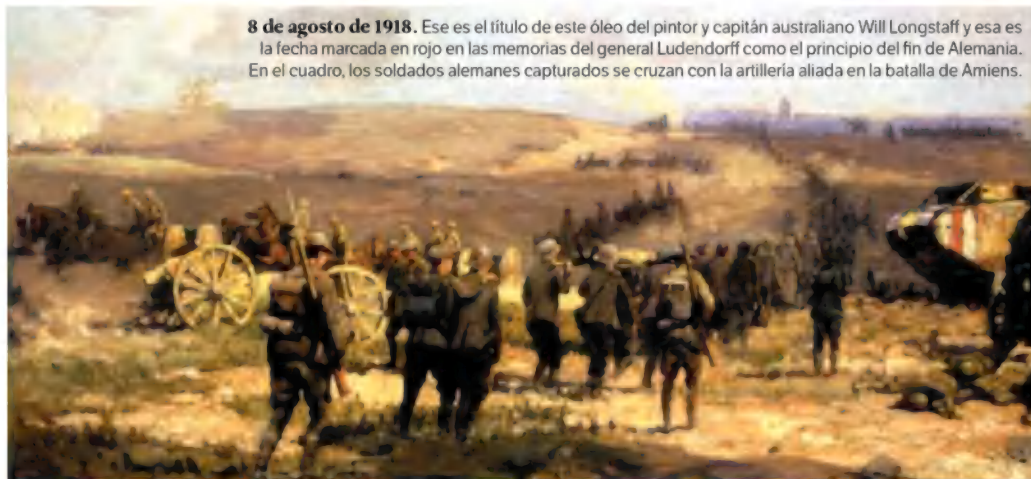 8 de agosto de 1918. Ese es el título de este óleo del pintor y capitán australiano Will Longstaff y esa es
la fecha marcada en rojo en las memorias del general Ludendorff como el principio del fin de Alemania.
En el cuadro, los soldados alemanes capturados se cruzan con la artillería aliada en la batalla de Amiens.